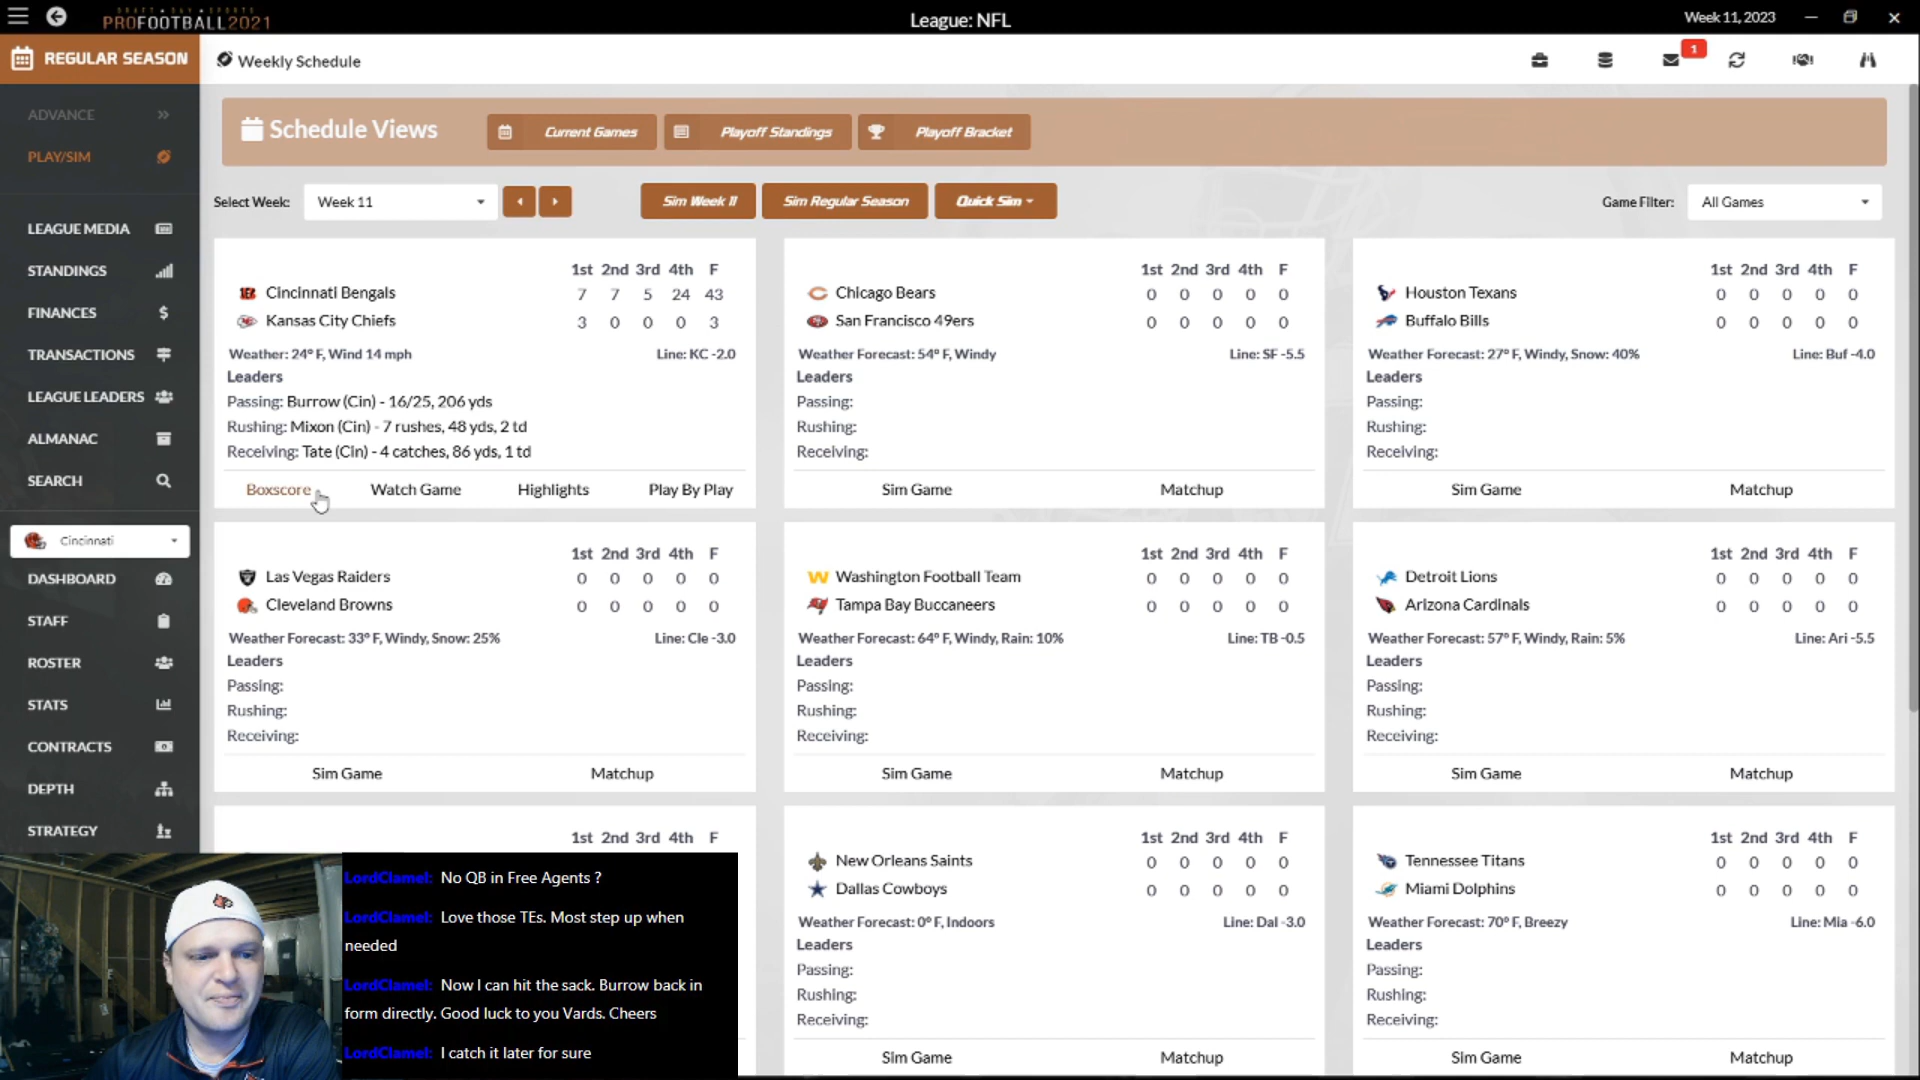 DRAFT DAY SPORTS
PROFOOTBALL2021
League: NFL
Week 11, 2023
REGULAR SEASON
Weekly Schedule
1
ADVANCE
PLAY/SIM
LEAGUE MEDIA
STANDINGS
FINANCES
TRANSACTIONS
LEAGUE LEADERS
ALMANAC
SEARCH
Cincinnati
DASHBOARD
STAFF
ROSTER
STATS
CONTRACTS
DEPTH
STRATEGY
Schedule Views
Current Games
Playoff Standings
Playoff Bracket
Select Week: Week 11
Sim Week 11
Sim Regular Season
Quick Sim
Game Filter: All Games
1st 2nd 3rd 4th F
Cincinnati Bengals 7 7 5 24 43
Kansas City Chiefs 3 0 0 0 3
Weather: 24° F, Wind 14 mph Line: KC -2.0
Leaders
Passing: Burrow (Cin) - 16/25, 206 yds
Rushing: Mixon (Cin) - 7 rushes, 48 yds, 2 td
Receiving: Tate (Cin) - 4 catches, 86 yds, 1 td
Boxscore Watch Game Highlights Play By Play
1st 2nd 3rd 4th F
Chicago Bears 0 0 0 0 0
San Francisco 49ers 0 0 0 0 0
Weather Forecast: 54° F, Windy Line: SF -5.5
Leaders
Passing:
Rushing:
Receiving:
Sim Game Matchup
1st 2nd 3rd 4th F
Houston Texans 0 0 0 0 0
Buffalo Bills 0 0 0 0 0
Weather Forecast: 27° F, Windy, Snow: 40% Line: Buf -4.0
Leaders
Passing:
Rushing:
Receiving:
Sim Game Matchup
1st 2nd 3rd 4th F
Las Vegas Raiders 0 0 0 0 0
Cleveland Browns 0 0 0 0 0
Weather Forecast: 33° F, Windy, Snow: 25% Line: Cle -3.0
Leaders
Passing:
Rushing:
Receiving:
Sim Game Matchup
1st 2nd 3rd 4th F
Washington Football Team 0 0 0 0 0
Tampa Bay Buccaneers 0 0 0 0 0
Weather Forecast: 64° F, Windy, Rain: 10% Line: TB -0.5
Leaders
Passing:
Rushing:
Receiving:
Sim Game Matchup
1st 2nd 3rd 4th F
Detroit Lions 0 0 0 0 0
Arizona Cardinals 0 0 0 0 0
Weather Forecast: 57° F, Windy, Rain: 5% Line: Ari -5.5
Leaders
Passing:
Rushing:
Receiving:
Sim Game Matchup
1st 2nd 3rd 4th F
1st 2nd 3rd 4th F
New Orleans Saints 0 0 0 0 0
Dallas Cowboys 0 0 0 0 0
Weather Forecast: 0° F, Indoors Line: Dal -3.0
Leaders
Passing:
Rushing:
Receiving:
Sim Game Matchup
1st 2nd 3rd 4th F
Tennessee Titans 0 0 0 0 0
Miami Dolphins 0 0 0 0 0
Weather Forecast: 70° F, Breezy Line: Mia -6.0
Leaders
Passing:
Rushing:
Receiving:
Sim Game Matchup
LordClamel: No QB in Free Agents ?
LordClamel: Love those TEs. Most step up when
needed
LordClamel: Now I can hit the sack. Burrow back in
form directly. Good luck to you Vards. Cheers
LordClamel: I catch it later for sure